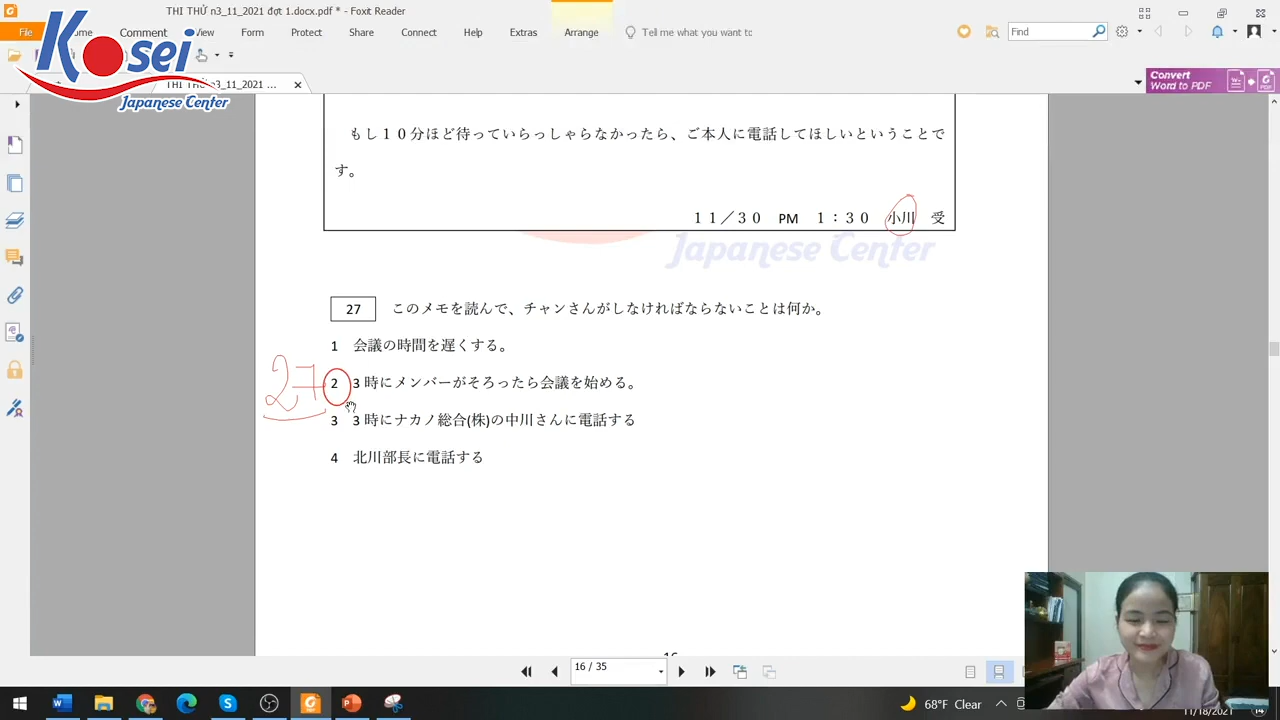 THI THỬ n3_11_2021 đợt 1.docx.pdf * - Foxit Reader
File
ome
Comment
View
Form
Protect
Share
Connect
Help
Extras
Arrange
Tell me what you want to
Find
Kosei
Japanese Center
THI THỬ n3_11_2021 ...
Convert
Word to PDF
もし１０分ほど待っていらっしゃらなかったら、ご本人に電話してほしいということで
す。
１１／３０ PM １：３０ 小川 受
Japanese Center
27 このメモを読んで、チャンさんがしなければならないことは何か。
1 会議の時間を遅くする。
27
2 3 時にメンバーがそろったら会議を始める。
3 3 時にナカノ総合(株)の中川さんに電話する
4 北川部長に電話する
16 / 35
68°F Clear
11/18/2021